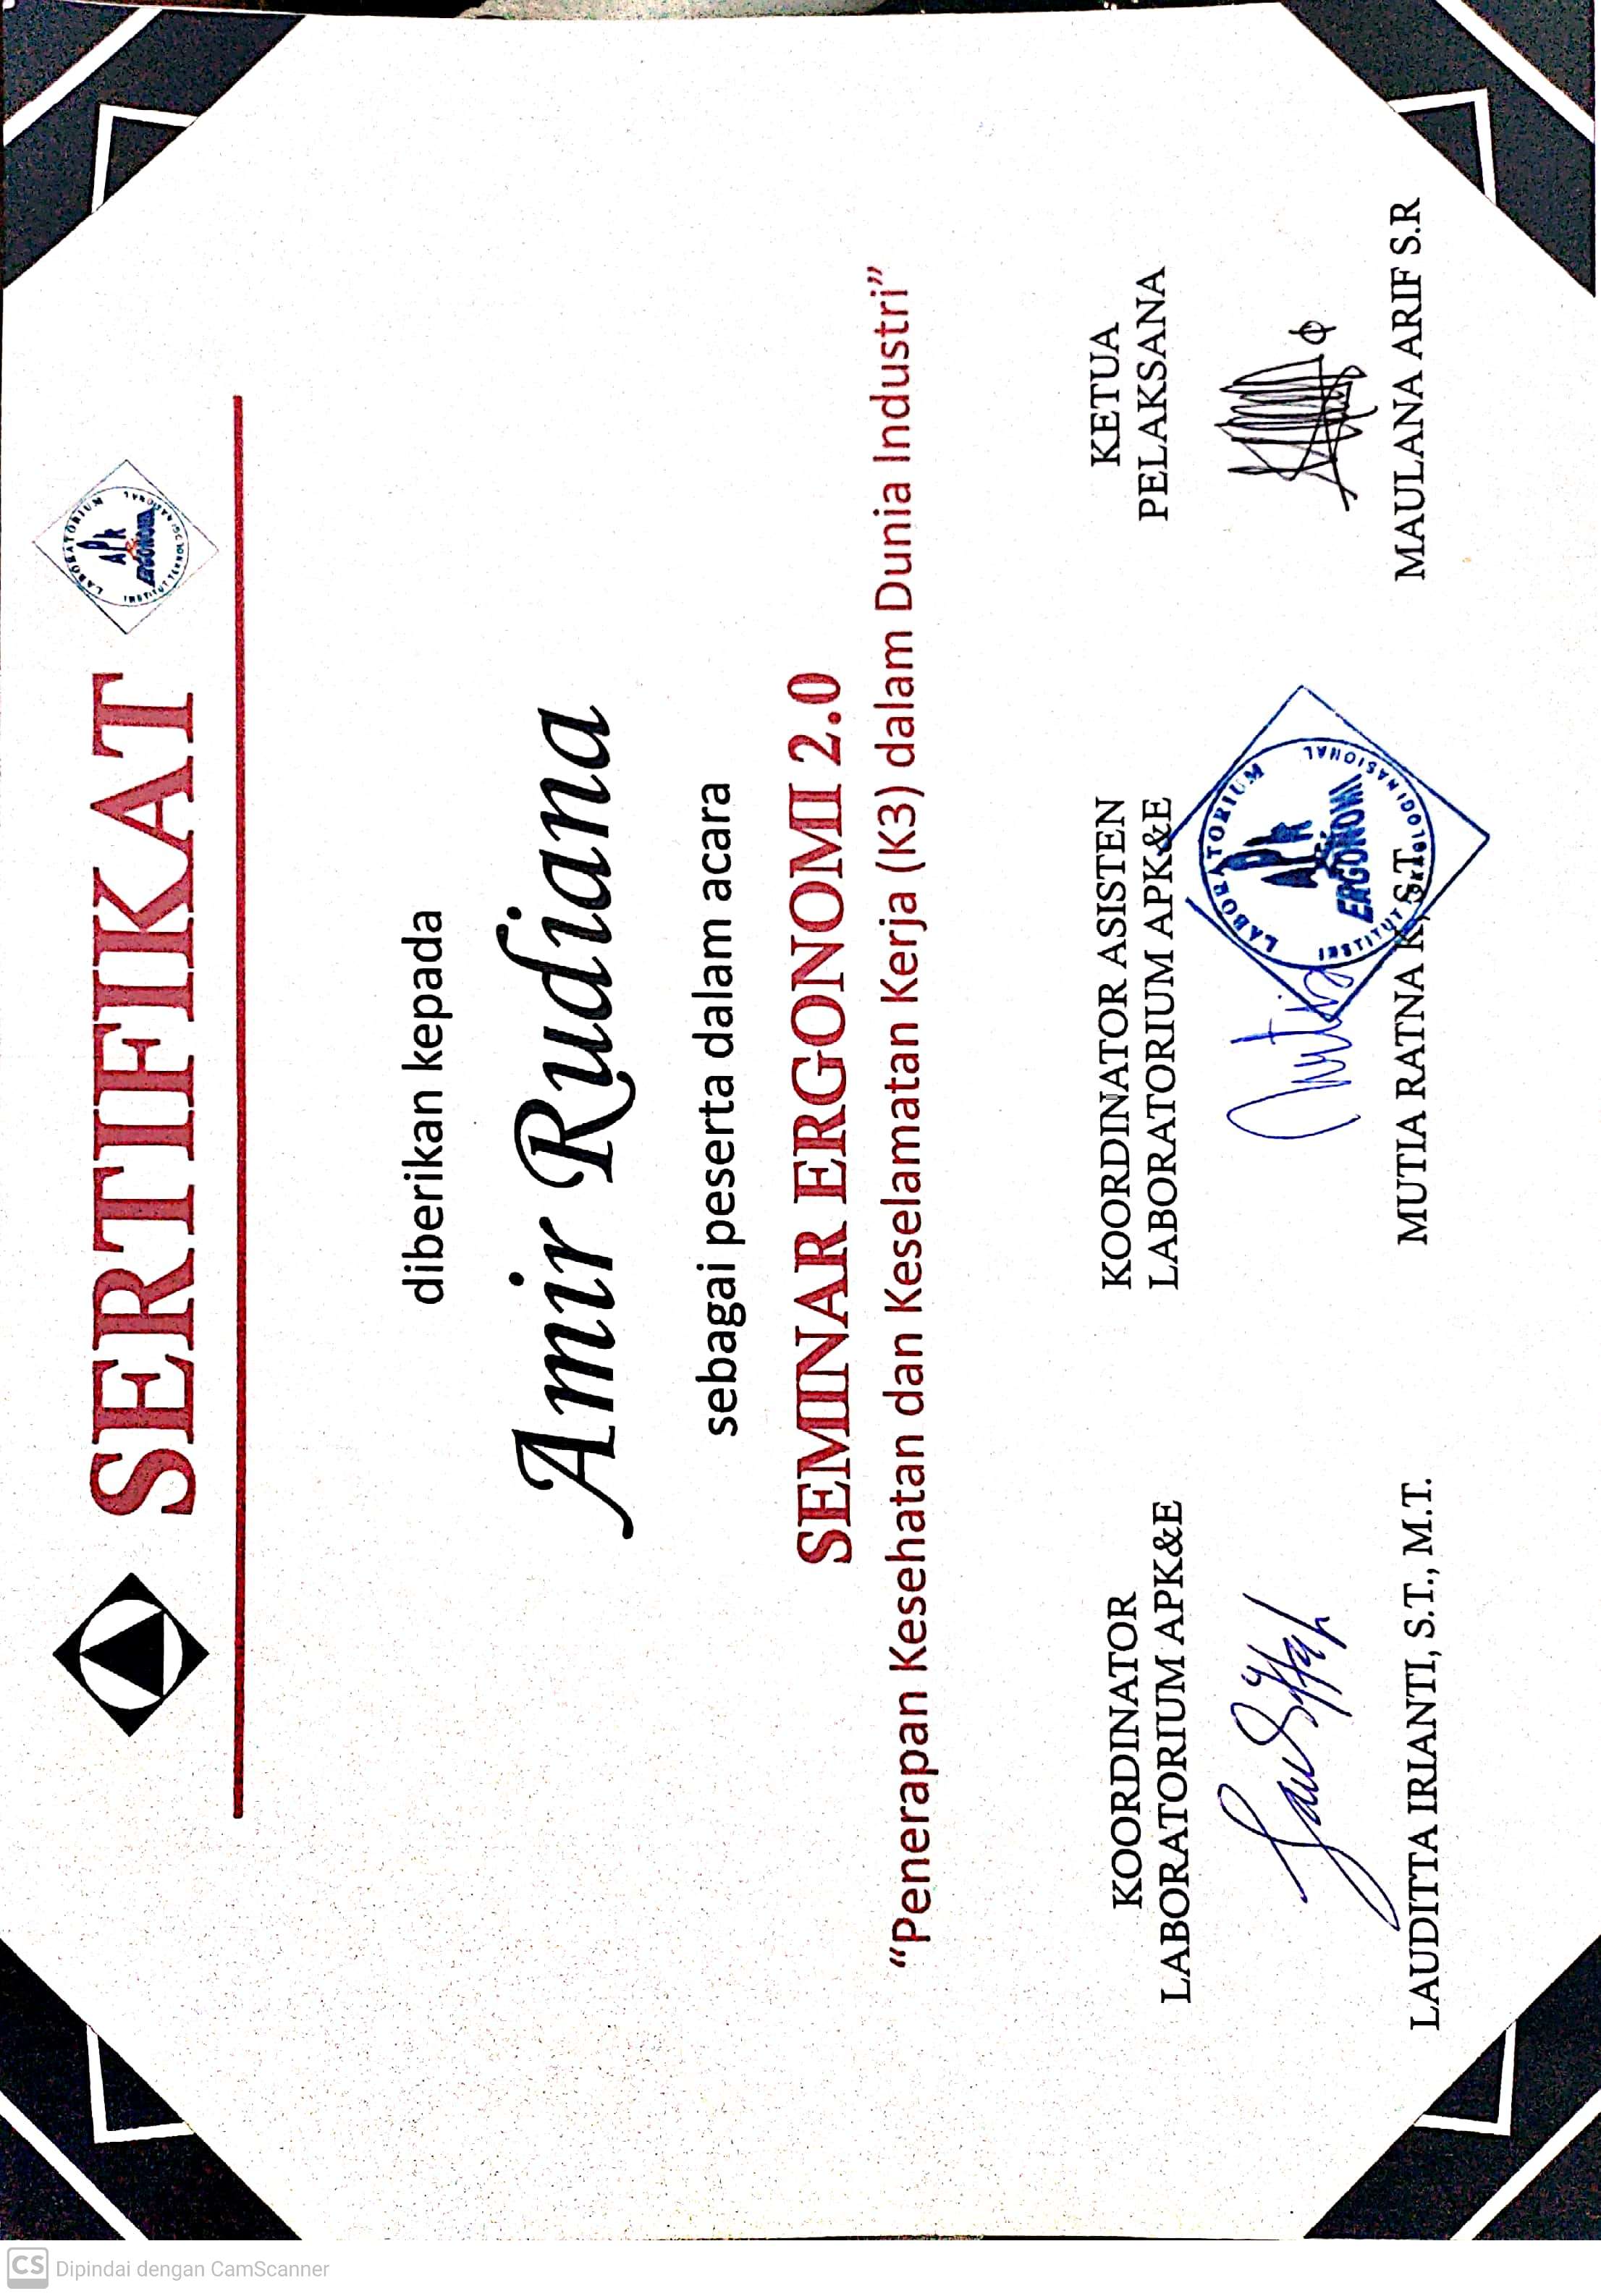 CS Dipindai dengan CamScanner
SERTIFIKAT
LABORATORIUM
APK
ERGONOMI
INSTITUT TEKNOLOGI NASIONAL
diberikan kepada
Amir Rudiana
sebagai peserta dalam acara
SEMINAR ERGONOMI 2.0
“Penerapan Kesehatan dan Keselamatan Kerja (K3) dalam Dunia Industri”
KOORDINATOR
LABORATORIUM APK&E
KOORDINATOR ASISTEN
LABORATORIUM APK&E
KETUA
PELAKSANA
LABORATORIUM
APK
ERGONOMI
INSTITUT TEKNOLOGI NASIONAL
LAUDITTA IRIANTI, S.T., M.T.
MUTIA RATNA K, S.T.
MAULANA ARIF S.R